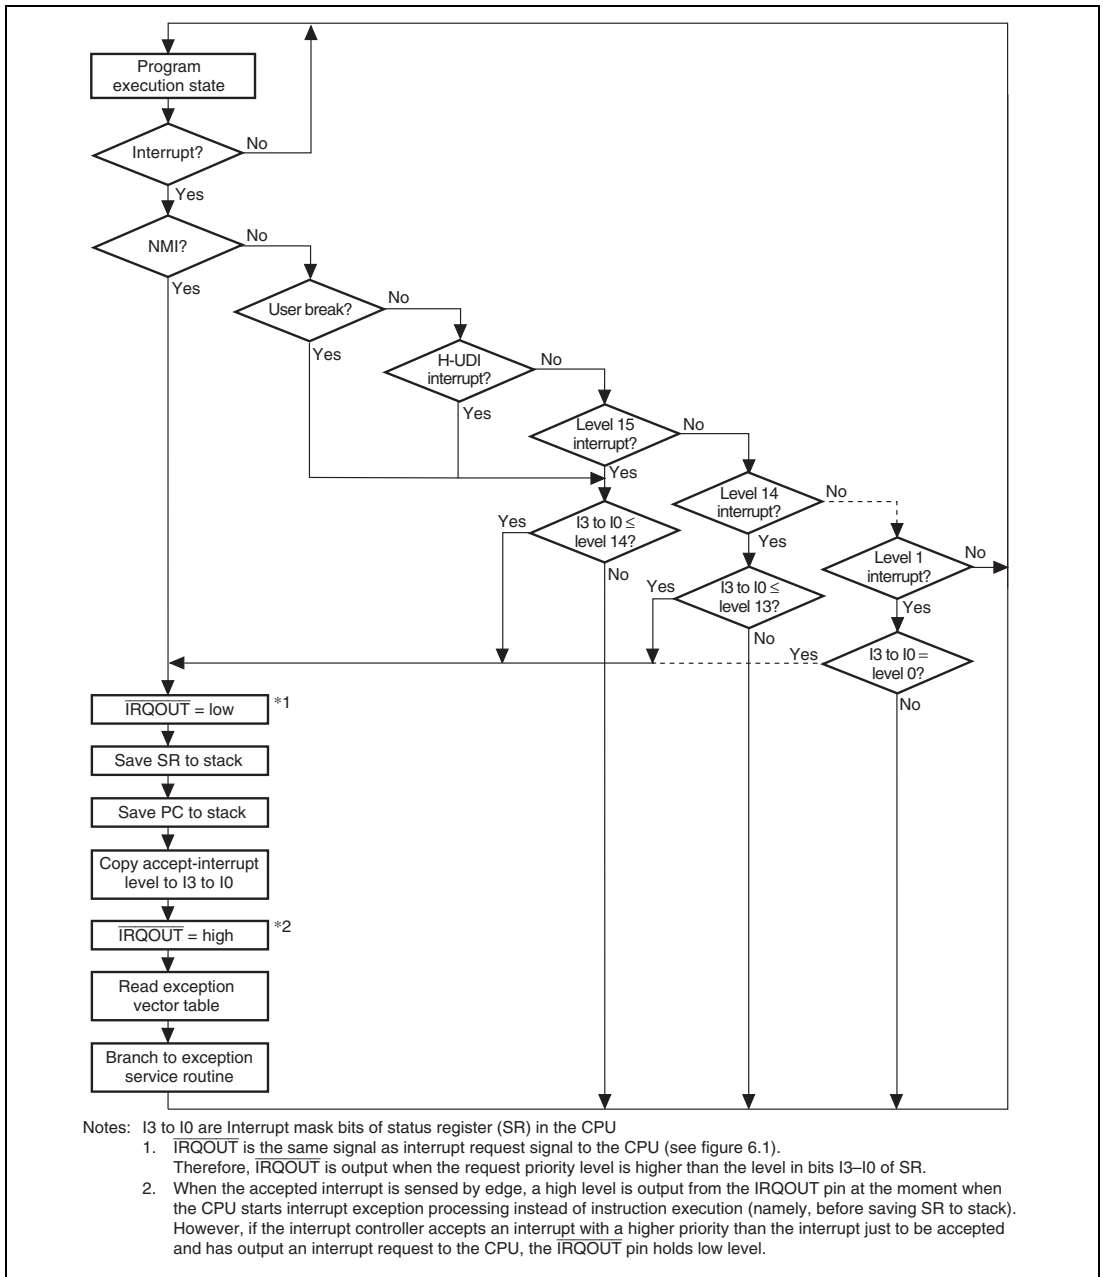 Program
execution state
Interrupt?
No
Yes
NMI?
No
Yes
User break?
No
Yes
H-UDI
interrupt?
No
Yes
Level 15
interrupt?
No
Yes
Level 14
interrupt?
No
Yes
I3 to I0 ≤
level 14?
Yes
No
Level 1
interrupt?
No
Yes
I3 to I0 ≤
level 13?
Yes
No
I3 to I0 =
level 0?
Yes
No
IRQOUT = low
*1
Save SR to stack
Save PC to stack
Copy accept-interrupt
level to I3 to I0
IRQOUT = high
*2
Read exception
vector table
Branch to exception
service routine
Notes: I3 to I0 are Interrupt mask bits of status register (SR) in the CPU
1. IRQOUT is the same signal as interrupt request signal to the CPU (see figure 6.1).
Therefore, IRQOUT is output when the request priority level is higher than the level in bits I3–I0 of SR.
2. When the accepted interrupt is sensed by edge, a high level is output from the IRQOUT pin at the moment when
the CPU starts interrupt exception processing instead of instruction execution (namely, before saving SR to stack).
However, if the interrupt controller accepts an interrupt with a higher priority than the interrupt just to be accepted
and has output an interrupt request to the CPU, the IRQOUT pin holds low level.